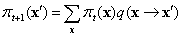 π_{t+1}(x′) = ∑_x π_t(x) q(x → x′)